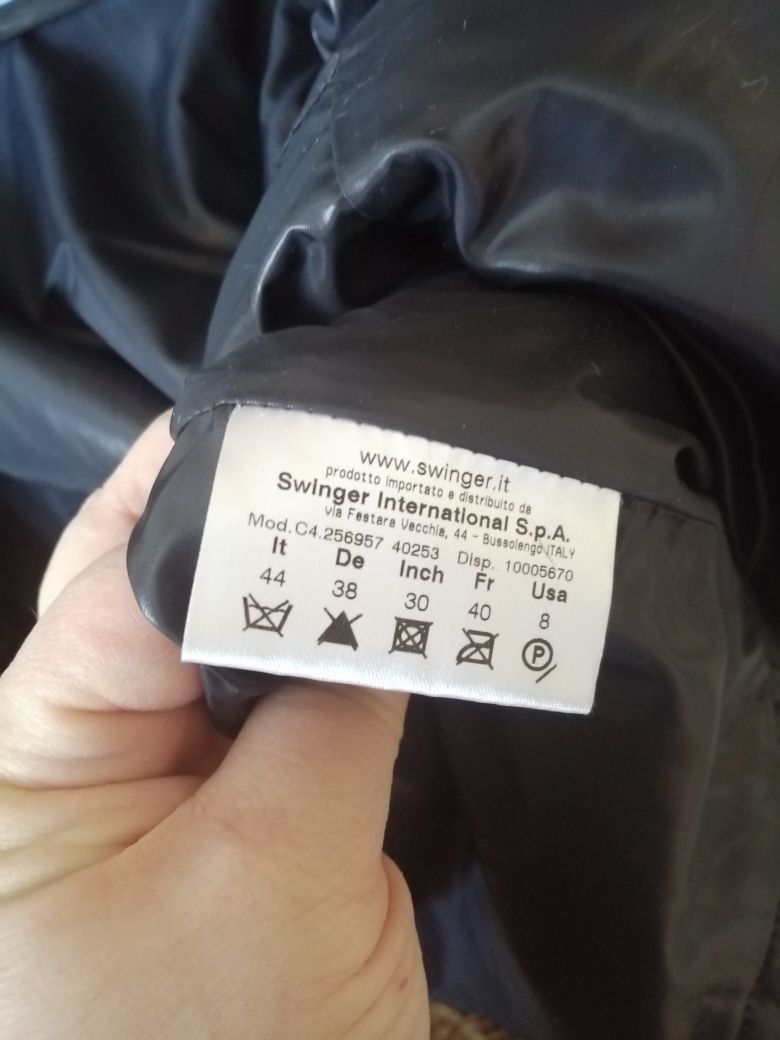 www.swinger.it
prodotto importato e distribuito da
Swinger International S.p.A.
via Festara Vecchia, 44 - Bussolengo ITALY
Mod. C4.256957 40253 Disp. 10005670
It De Inch Fr Usa
44 38 30 40 8
P